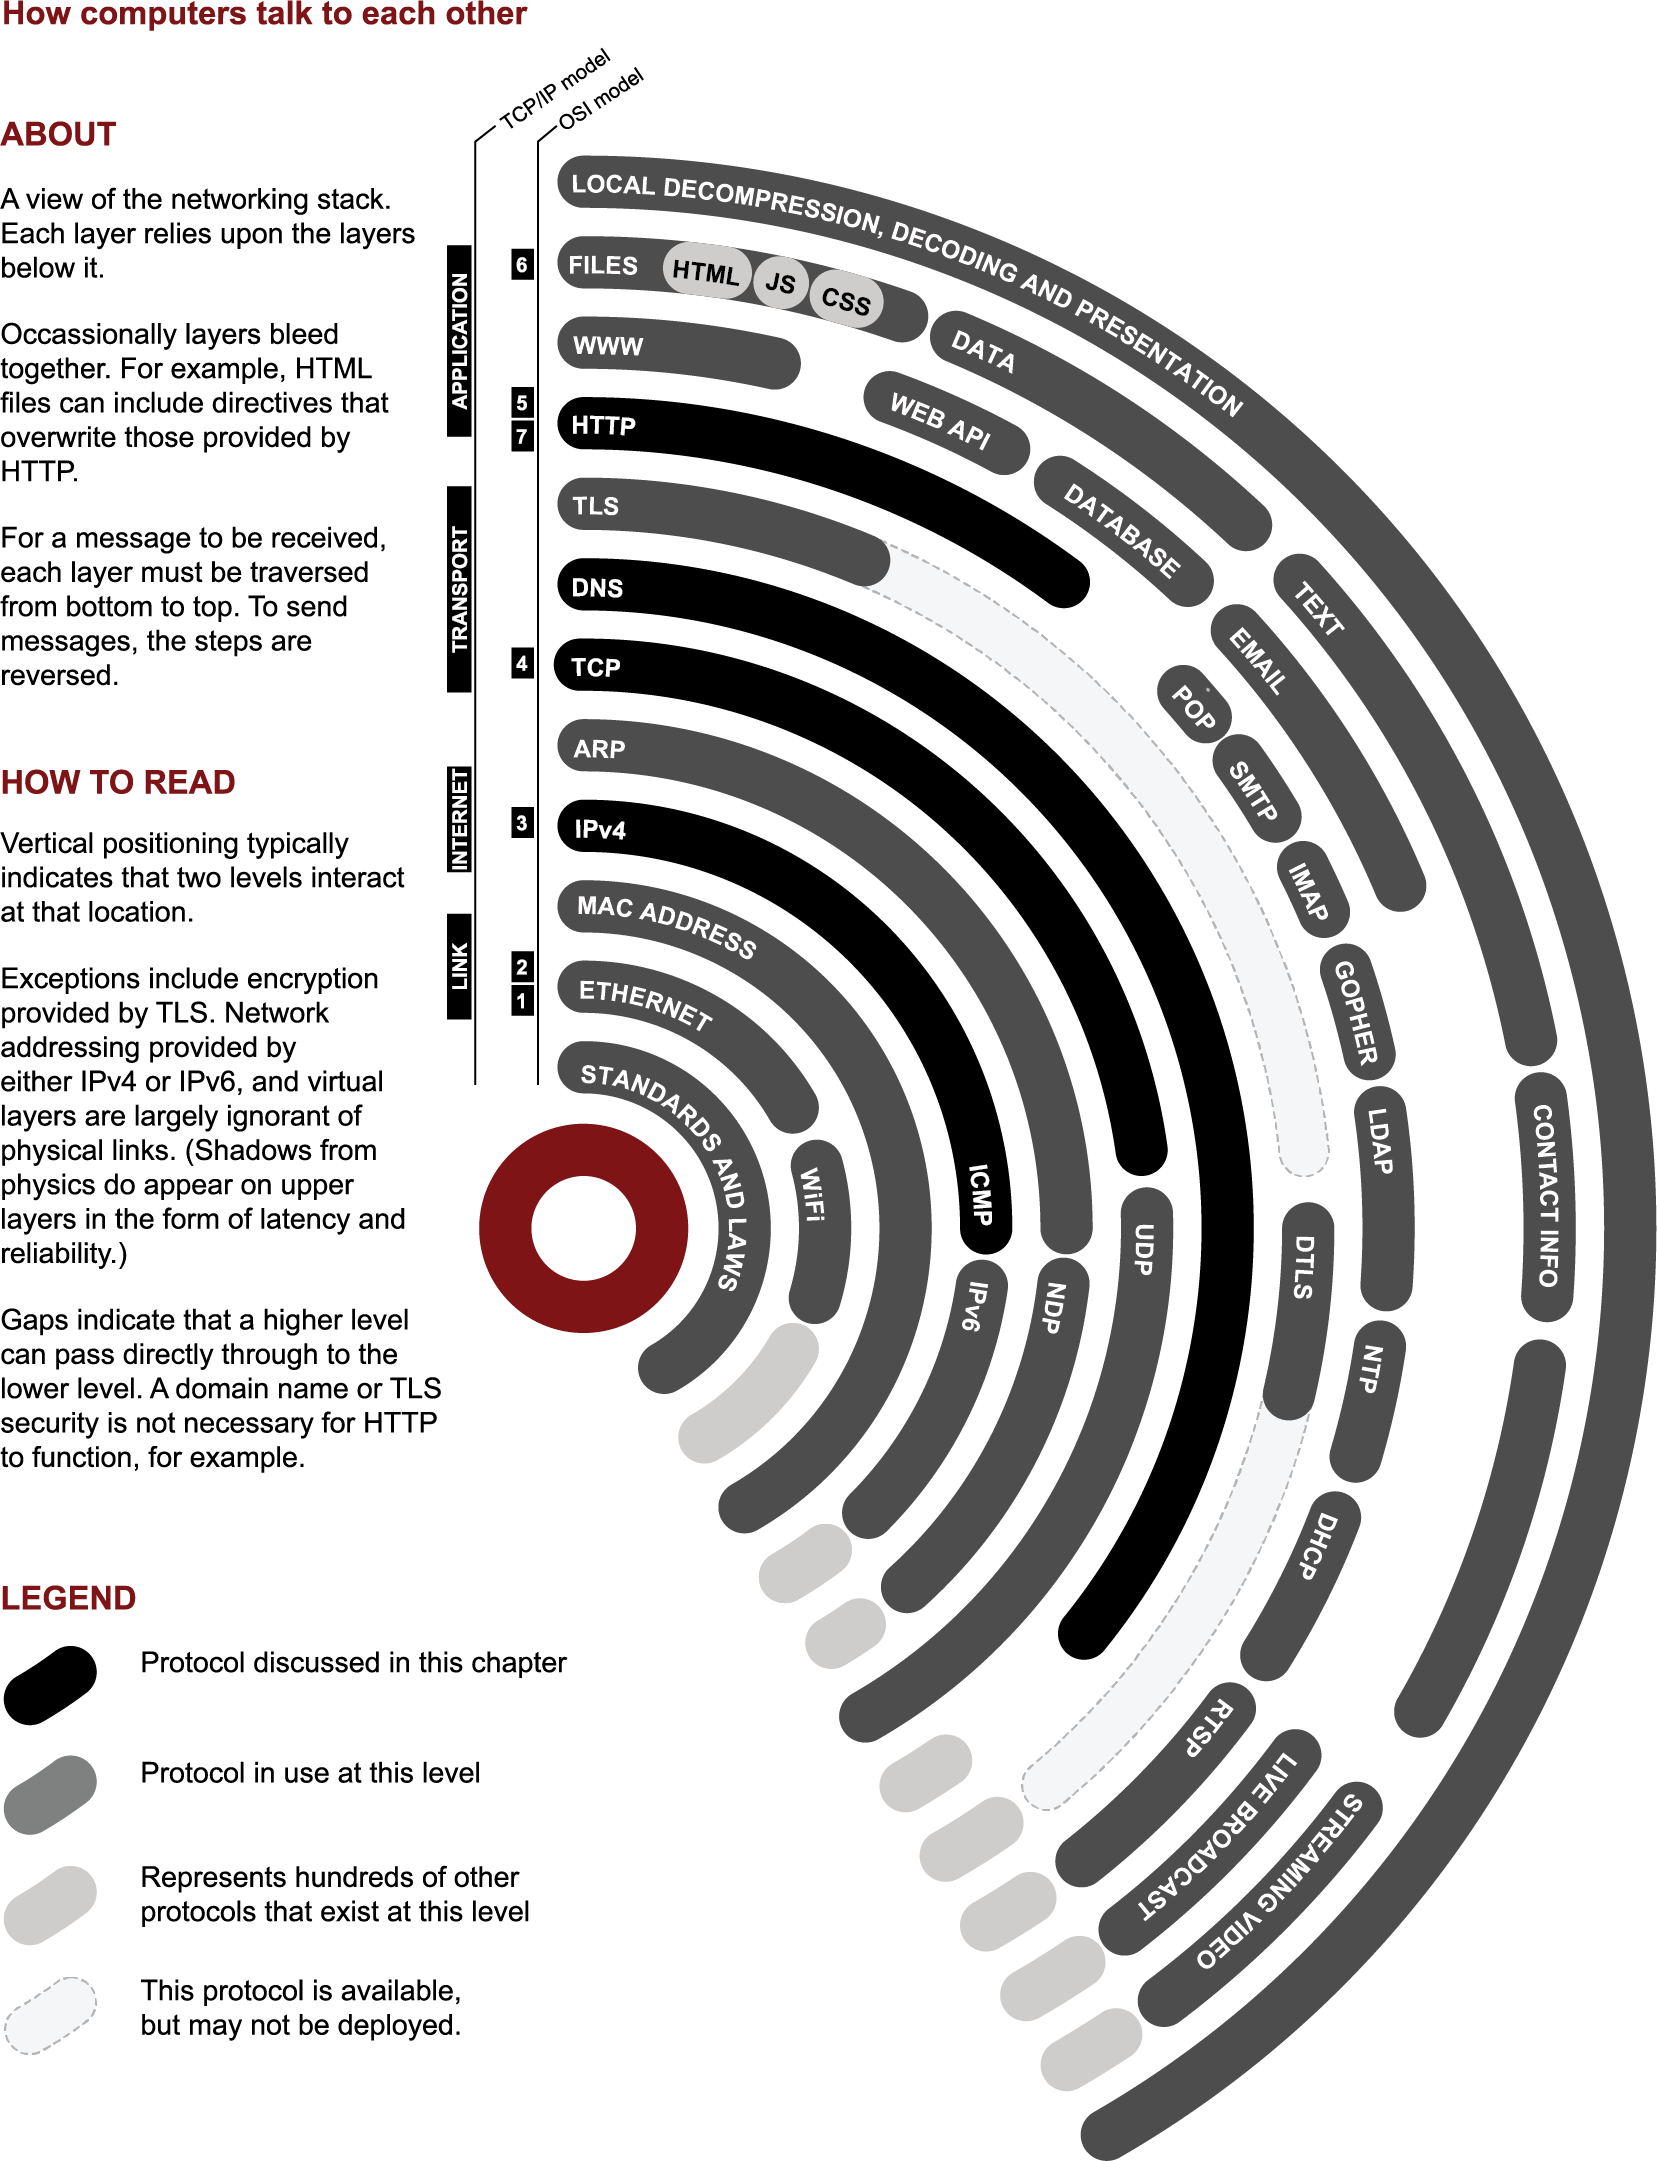 How computers talk to each other
TCP/IP model
OSI model
ABOUT
A view of the networking stack.
Each layer relies upon the layers
below it.
Occassionally layers bleed
together. For example, HTML
files can include directives that
overwrite those provided by
HTTP.
For a message to be received,
each layer must be traversed
from bottom to top. To send
messages, the steps are
reversed.
HOW TO READ
Vertical positioning typically
indicates that two levels interact
at that location.
Exceptions include encryption
provided by TLS. Network
addressing provided by
either IPv4 or IPv6, and virtual
layers are largely ignorant of
physical links. (Shadows from
physics do appear on upper
layers in the form of latency and
reliability.)
Gaps indicate that a higher level
can pass directly through to the
lower level. A domain name or TLS
security is not necessary for HTTP
to function, for example.
LEGEND
Protocol discussed in this chapter
Protocol in use at this level
Represents hundreds of other
protocols that exist at this level
This protocol is available,
but may not be deployed.
APPLICATION
TRANSPORT
INTERNET
LINK
6
5
7
4
3
2
1
LOCAL DECOMPRESSION, DECODING AND PRESENTATION
FILES
HTML
JS
CSS
DATA
TEXT
CONTACT INFO
STREAMING VIDEO
WWW
WEB API
DATABASE
EMAIL
LIVE BROADCAST
HTTP
POP
SMTP
IMAP
GOPHER
LDAP
NTP
DHCP
RTSP
TLS
DTLS
DNS
TCP
UDP
ARP
NDP
IPv4
ICMP
IPv6
MAC ADDRESS
ETHERNET
WiFi
STANDARDS AND LAWS